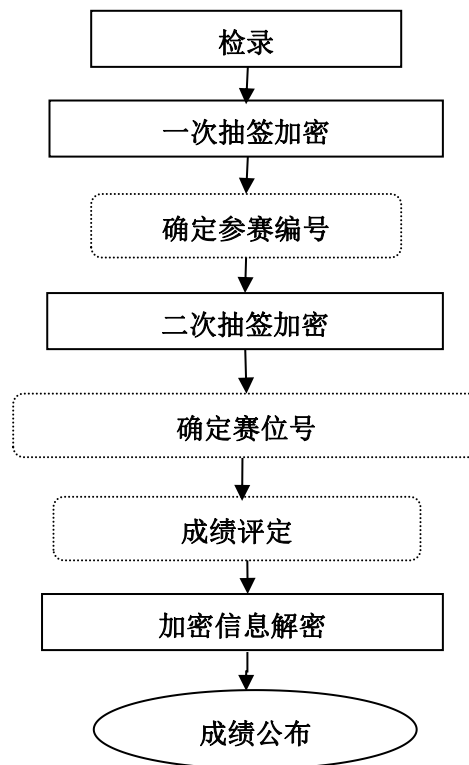 检录
一次抽签加密
确定参赛编号
二次抽签加密
确定赛位号
成绩评定
加密信息解密
成绩公布